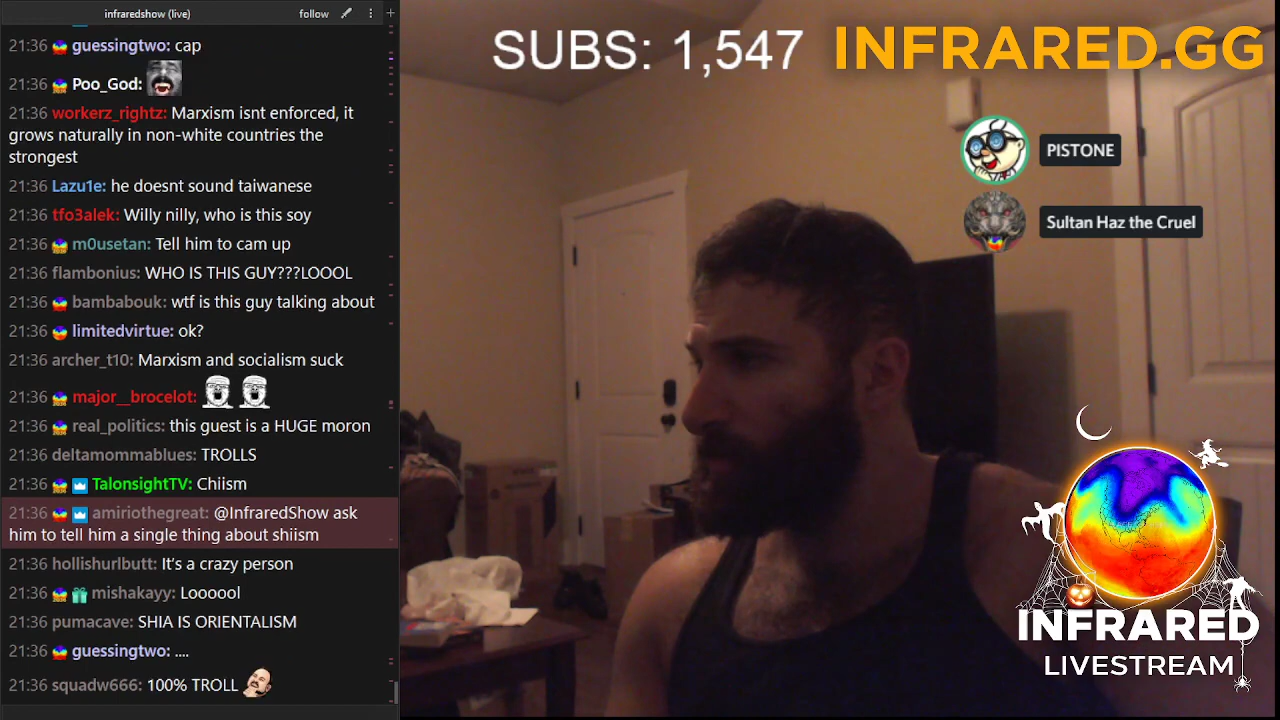 infraredshow (live)
follow
21:36 guessingtwo: cap
21:36 Poo_God:
21:36 workerz_rightz: Marxism isnt enforced, it
grows naturally in non-white countries the
strongest
21:36 Lazu1e: he doesnt sound taiwanese
21:36 tfo3alek: Willy nilly, who is this soy
21:36 m0usetan: Tell him to cam up
21:36 flambonius: WHO IS THIS GUY???LOOOL
21:36 bambabouk: wtf is this guy talking about
21:36 limitedvirtue: ok?
21:36 archer_t10: Marxism and socialism suck
21:36 major__brocelot:
21:36 real_politics: this guest is a HUGE moron
21:36 deltamommablues: TROLLS
21:36 TalonsightTV: Chiism
21:36 amiriothegreat: @InfraredShow ask
him to tell him a single thing about shiism
21:36 hollishurlbutt: It's a crazy person
21:36 mishakayy: Loooool
21:36 pumacave: SHIA IS ORIENTALISM
21:36 guessingtwo: ....
21:36 squadw666: 100% TROLL
SUBS: 1,547
INFRARED.GG
PISTONE
Sultan Haz the Cruel
INFRARED
LIVESTREAM